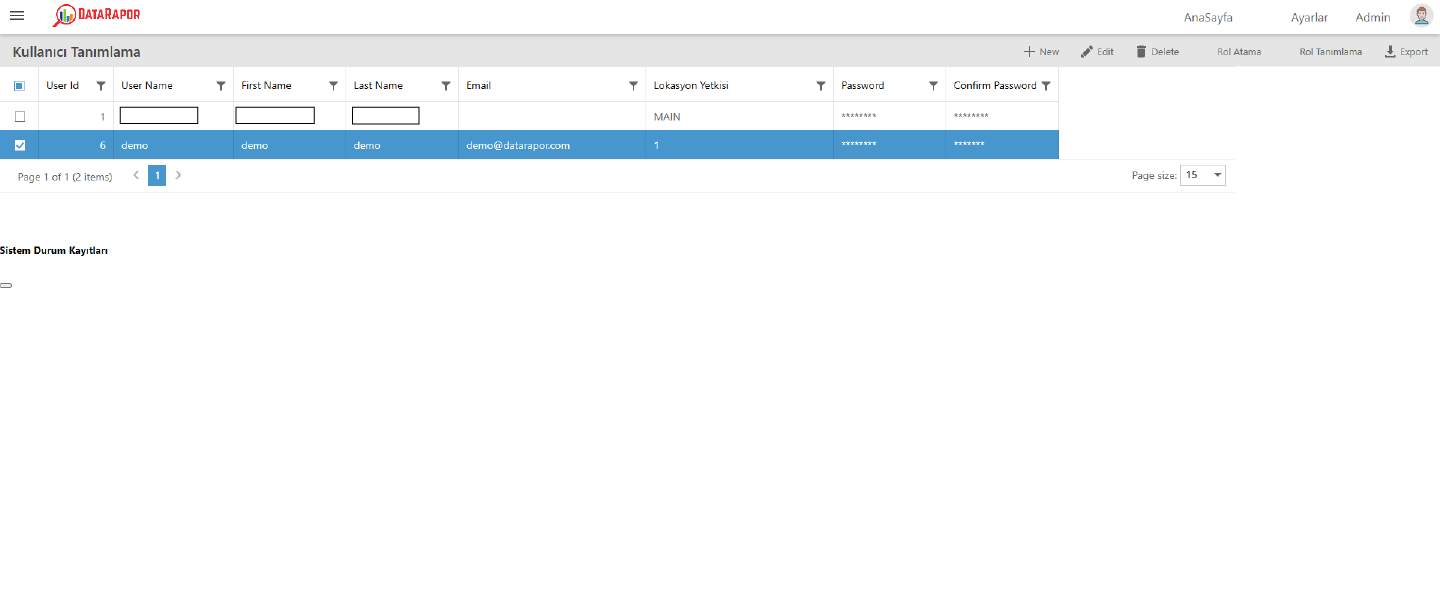 DATARAPOR AnaSayfa Ayarlar Admin
Kullanıcı Tanımlama New Edit Delete Rol Atama Rol Tanımlama Export
User Id User Name First Name Last Name Email Lokasyon Yetkisi Password Confirm Password
1 MAIN ******** ********
6 demo demo demo demo@datarapor.com 1 ******** *******
Page 1 of 1 (2 items) 1 Page size: 15
Sistem Durum Kayıtları